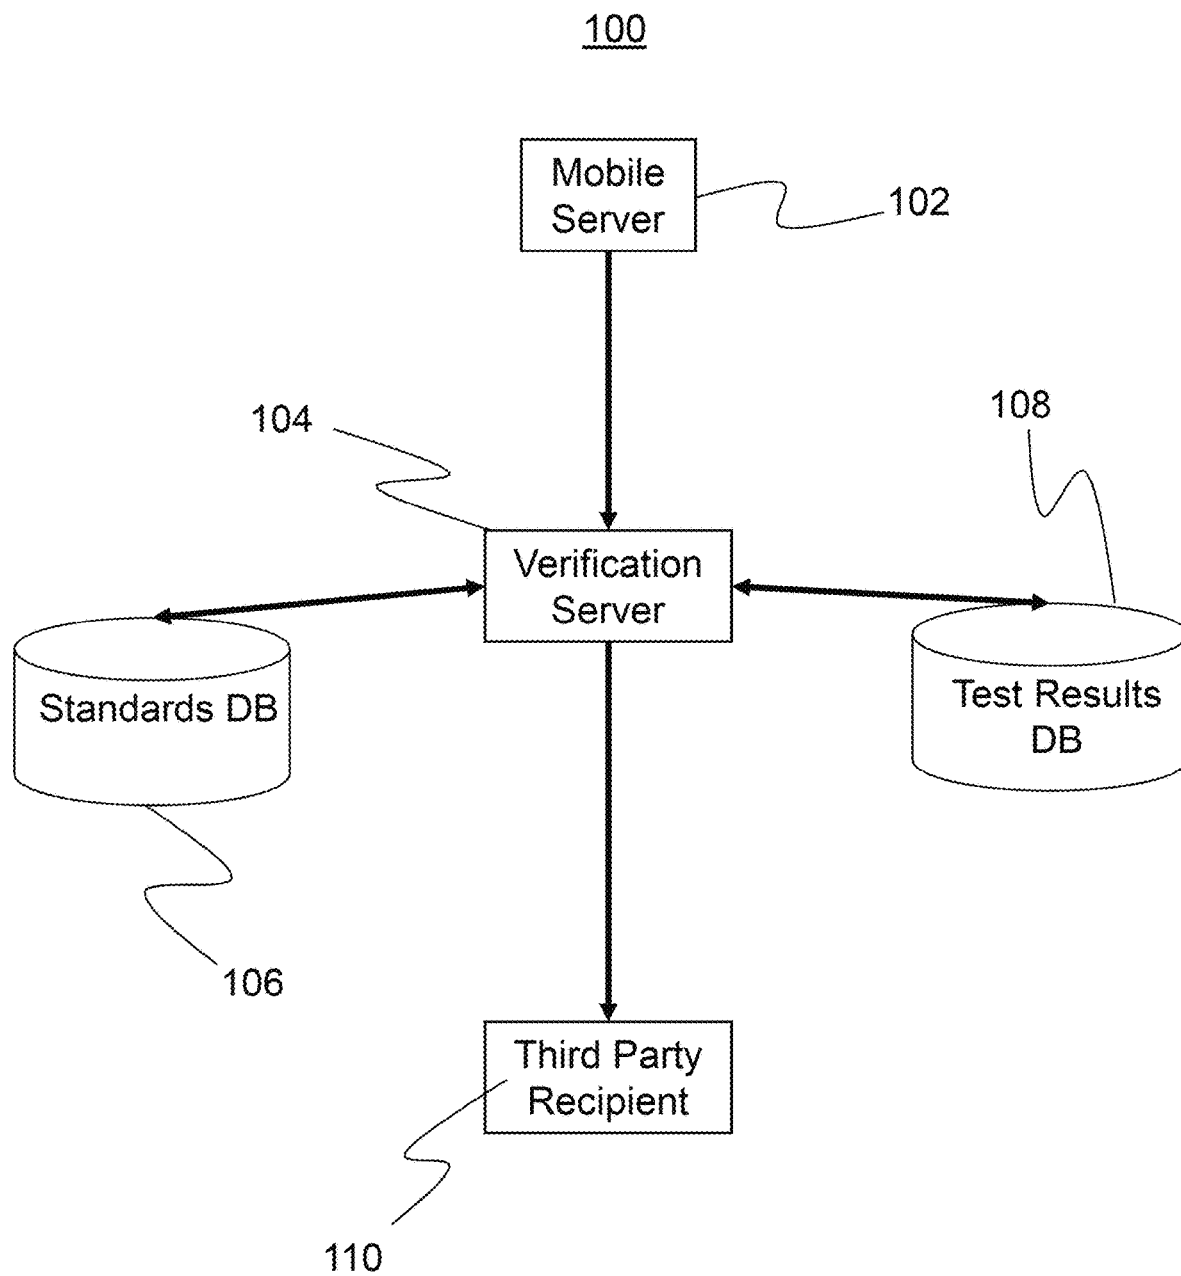 100
Mobile
Server
102
104
108
Verification
Server
Standards DB
Test Results
DB
106
Third Party
Recipient
110